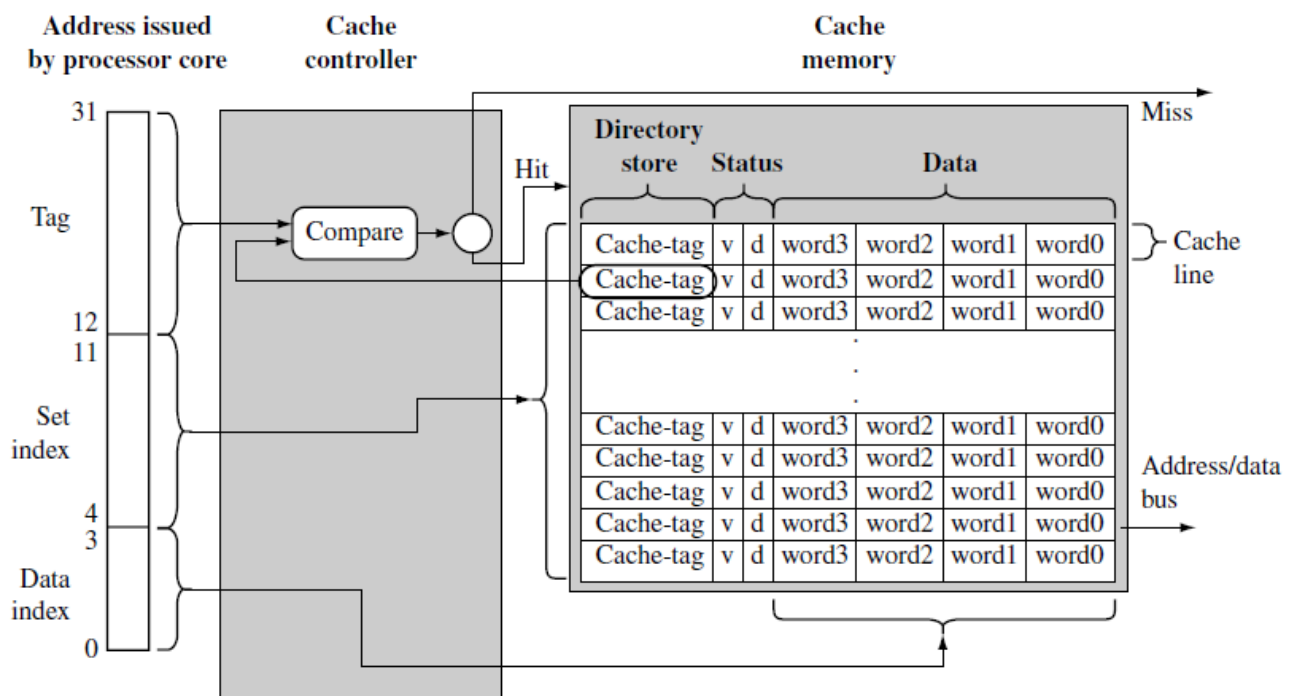 Address issued
by processor core
Cache
controller
Cache
memory
31
Tag
12
11
Set
index
4
3
Data
index
0
Compare
Hit
Miss
Directory
store
Status
Data
Cache-tag v d word3 word2 word1 word0
Cache-tag v d word3 word2 word1 word0
Cache-tag v d word3 word2 word1 word0
.
.
.
Cache-tag v d word3 word2 word1 word0
Cache-tag v d word3 word2 word1 word0
Cache-tag v d word3 word2 word1 word0
Cache-tag v d word3 word2 word1 word0
Cache-tag v d word3 word2 word1 word0
Cache
line
Address/data
bus